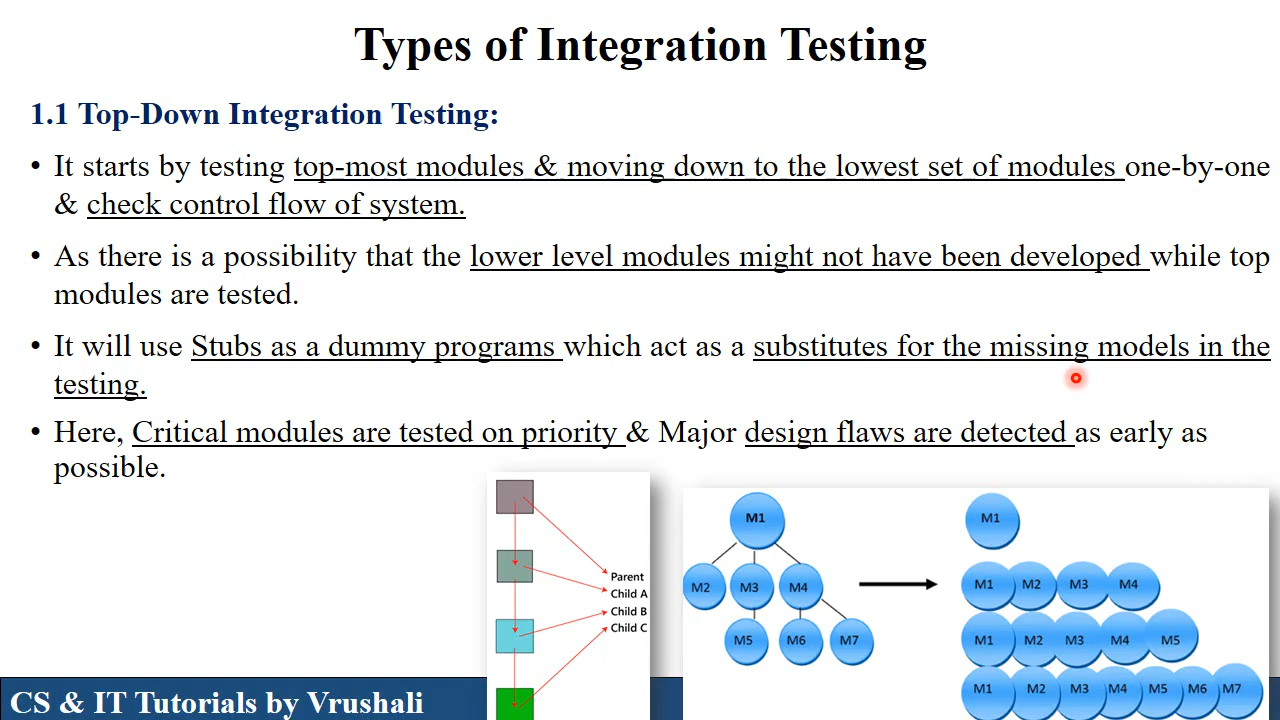 Types of Integration Testing
1.1 Top-Down Integration Testing:
• It starts by testing top-most modules & moving down to the lowest set of modules one-by-one
& check control flow of system.
• As there is a possibility that the lower level modules might not have been developed while top
modules are tested.
• It will use Stubs as a dummy programs which act as a substitutes for the missing models in the
testing.
• Here, Critical modules are tested on priority & Major design flaws are detected as early as
possible.
Parent
Child A
Child B
Child C
M1
M2 M3 M4
M5 M6 M7
M1
M1 M2 M3 M4
M1 M2 M3 M4 M5
M1 M2 M3 M4 M5 M6 M7
CS & IT Tutorials by Vrushali